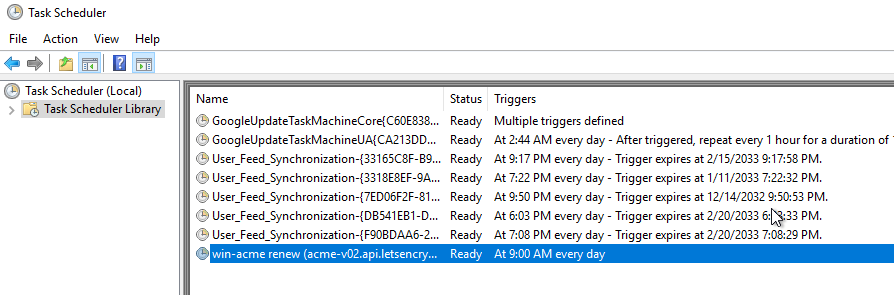 Task Scheduler
File Action View Help
Task Scheduler (Local)
Task Scheduler Library
Name Status Triggers
GoogleUpdateTaskMachineCore{C60E838... Ready Multiple triggers defined
GoogleUpdateTaskMachineUA{CA213DD... Ready At 2:44 AM every day - After triggered, repeat every 1 hour for a duration of
User_Feed_Synchronization-{33165C8F-B9... Ready At 9:17 PM every day - Trigger expires at 2/15/2033 9:17:58 PM.
User_Feed_Synchronization-{3318E8EF-9A... Ready At 7:22 PM every day - Trigger expires at 1/11/2033 7:22:32 PM.
User_Feed_Synchronization-{7ED06F2F-81... Ready At 9:50 PM every day - Trigger expires at 12/14/2032 9:50:53 PM.
User_Feed_Synchronization-{DB541EB1-D... Ready At 6:03 PM every day - Trigger expires at 2/20/2033 PM.
User_Feed_Synchronization-{F90BDAA6-2... Ready At 7:08 PM every day - Trigger expires at 2/20/2033 7:08:29 PM.
win-acme renew (acme-v02.api.letsencry... Ready At 9:00 AM every day